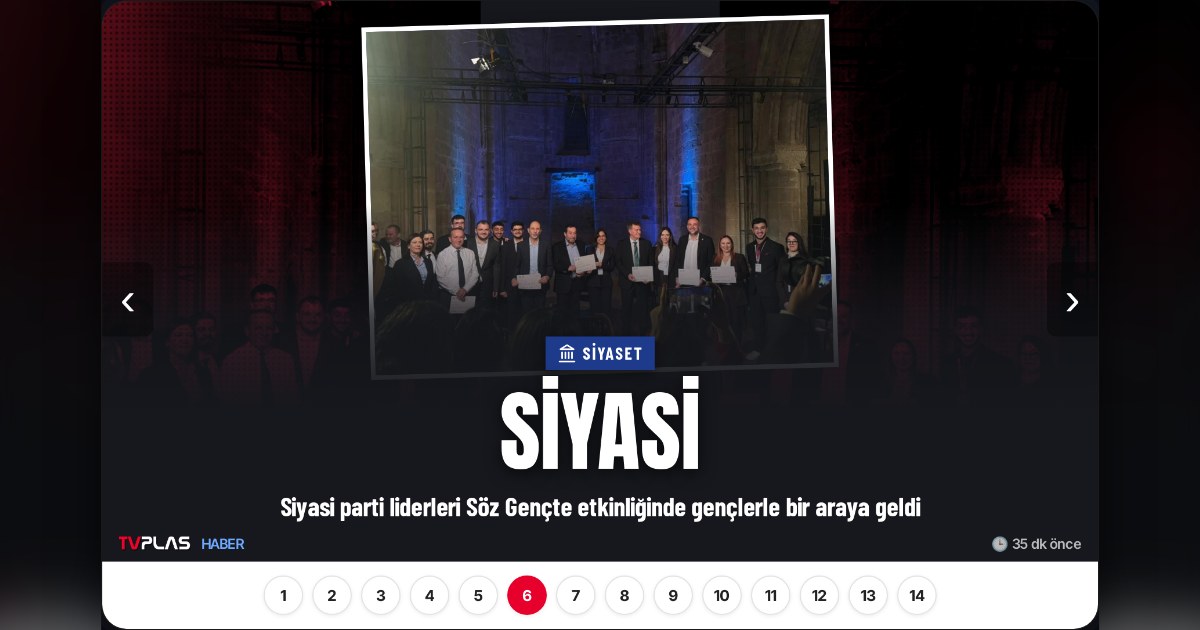 SİYASET
SİYASİ
Siyasi parti liderleri Söz Gençte etkinliğinde gençlerle bir araya geldi
TVPLAS HABER
35 dk önce
1 2 3 4 5 6 7 8 9 10 11 12 13 14